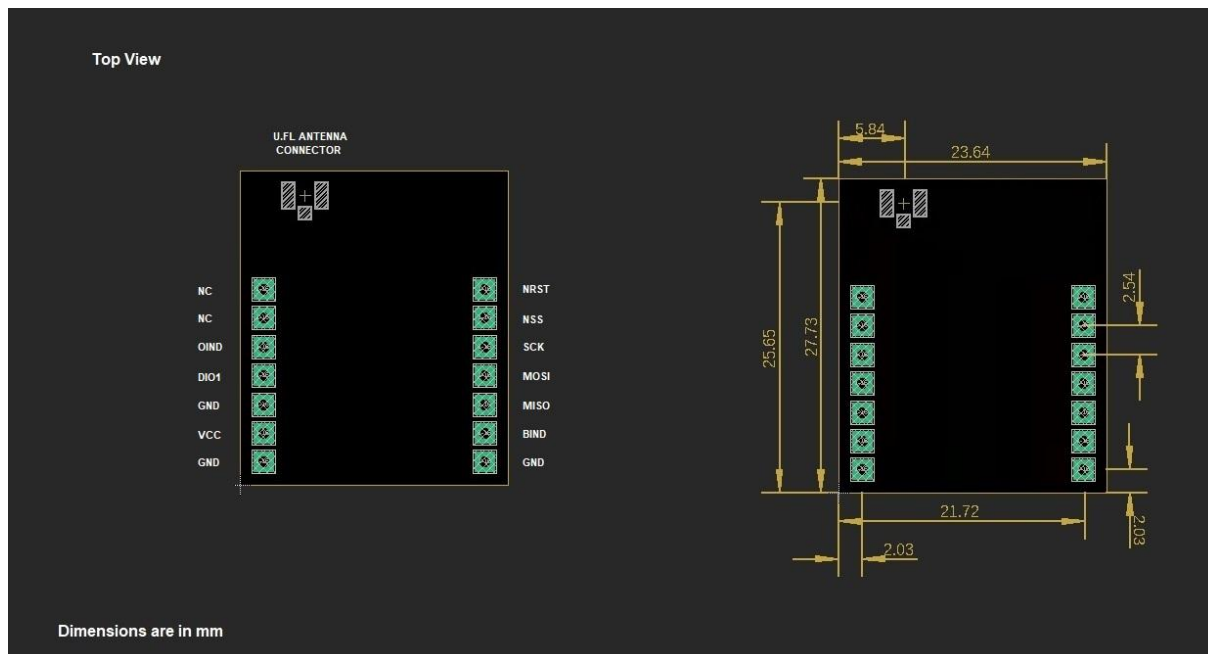 Top View
U.FL ANTENNA
CONNECTOR
NC
NC
OIND
DIO1
GND
VCC
GND
NRST
NSS
SCK
MOSI
MISO
BIND
GND
5.84
23.64
2.54
25.65
27.73
21.72
2.03
2.03
Dimensions are in mm